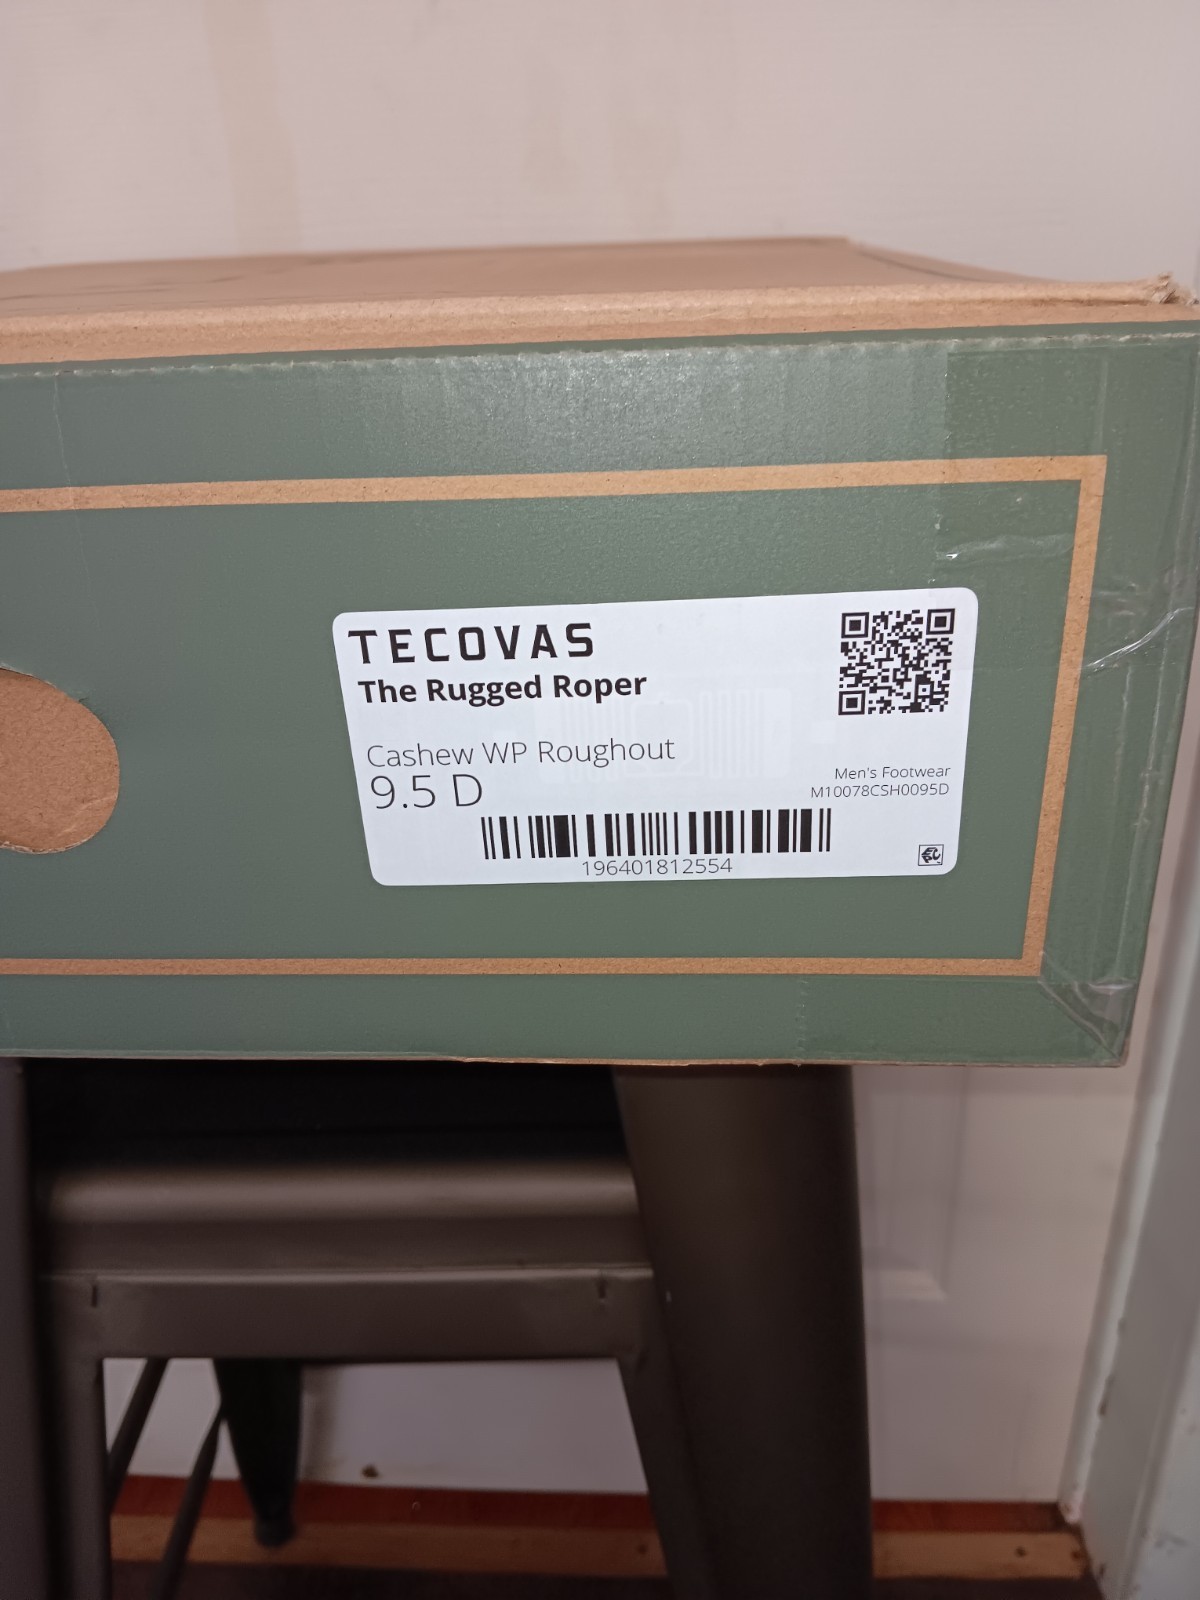 TECOVAS
The Rugged Roper
Cashew WP Roughout
9.5 D
Men's Footwear
M10078CSH0095D
196401812554